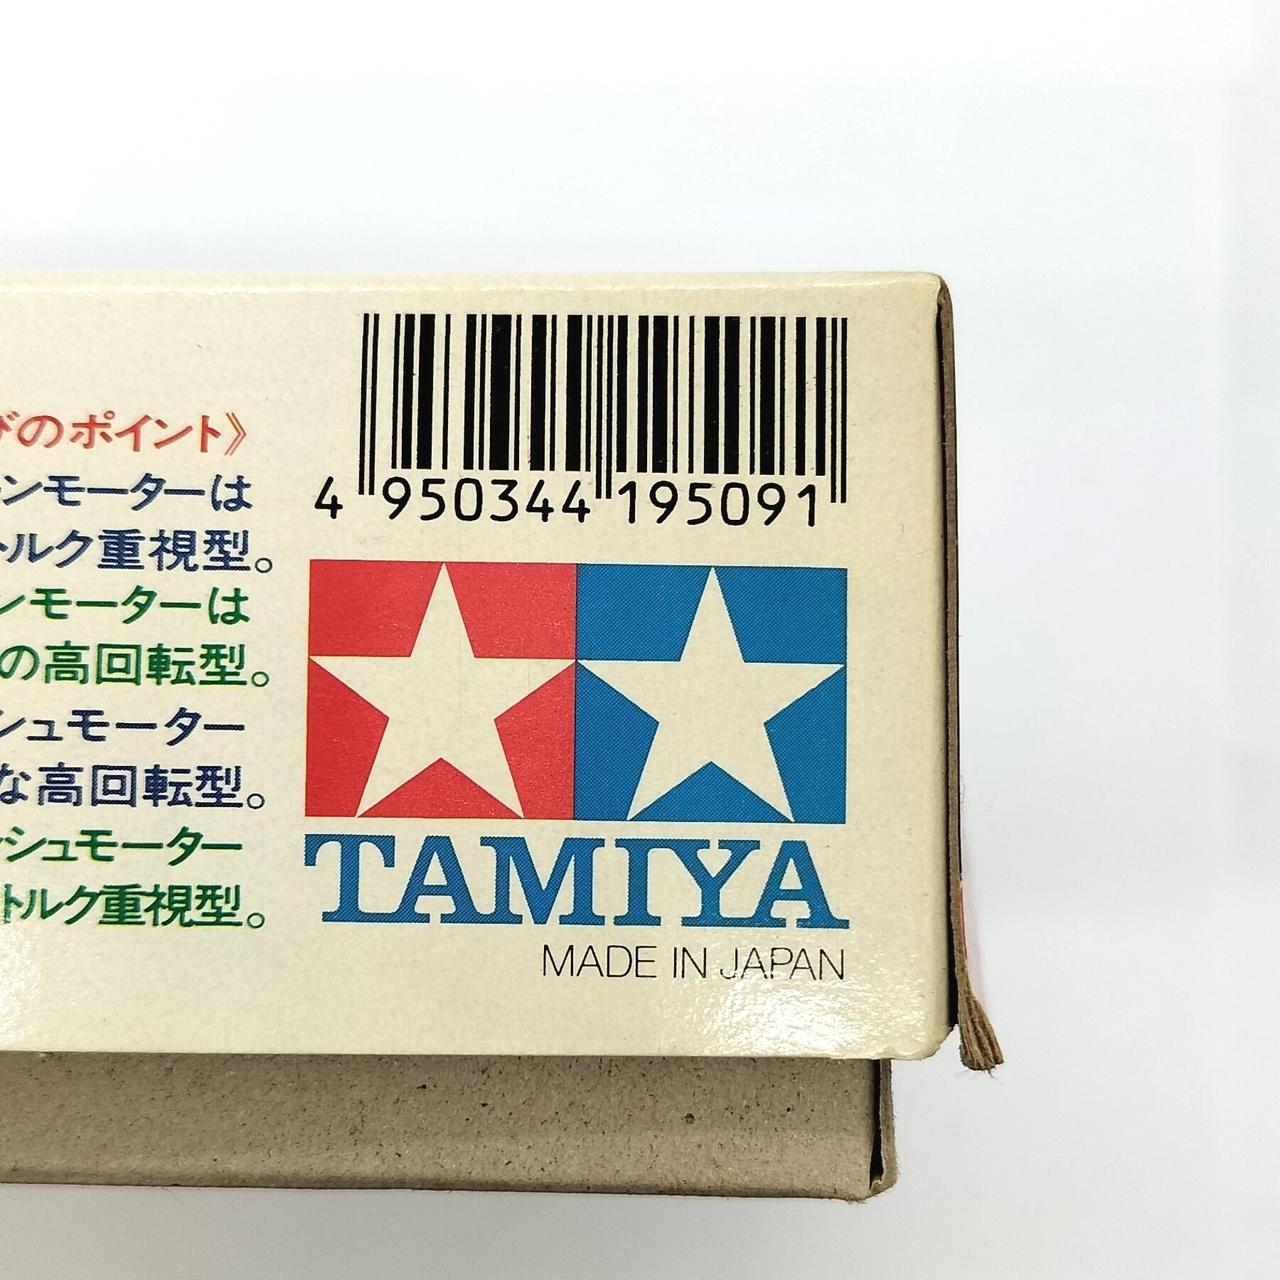 4 950344 195091
びのポイント》
ンモーターは
トルク重視型。
ンモーターは
の高回転型。
シュモーター
な高回転型。
シュモーター
トルク重視型。
TAMIYA
MADE IN JAPAN